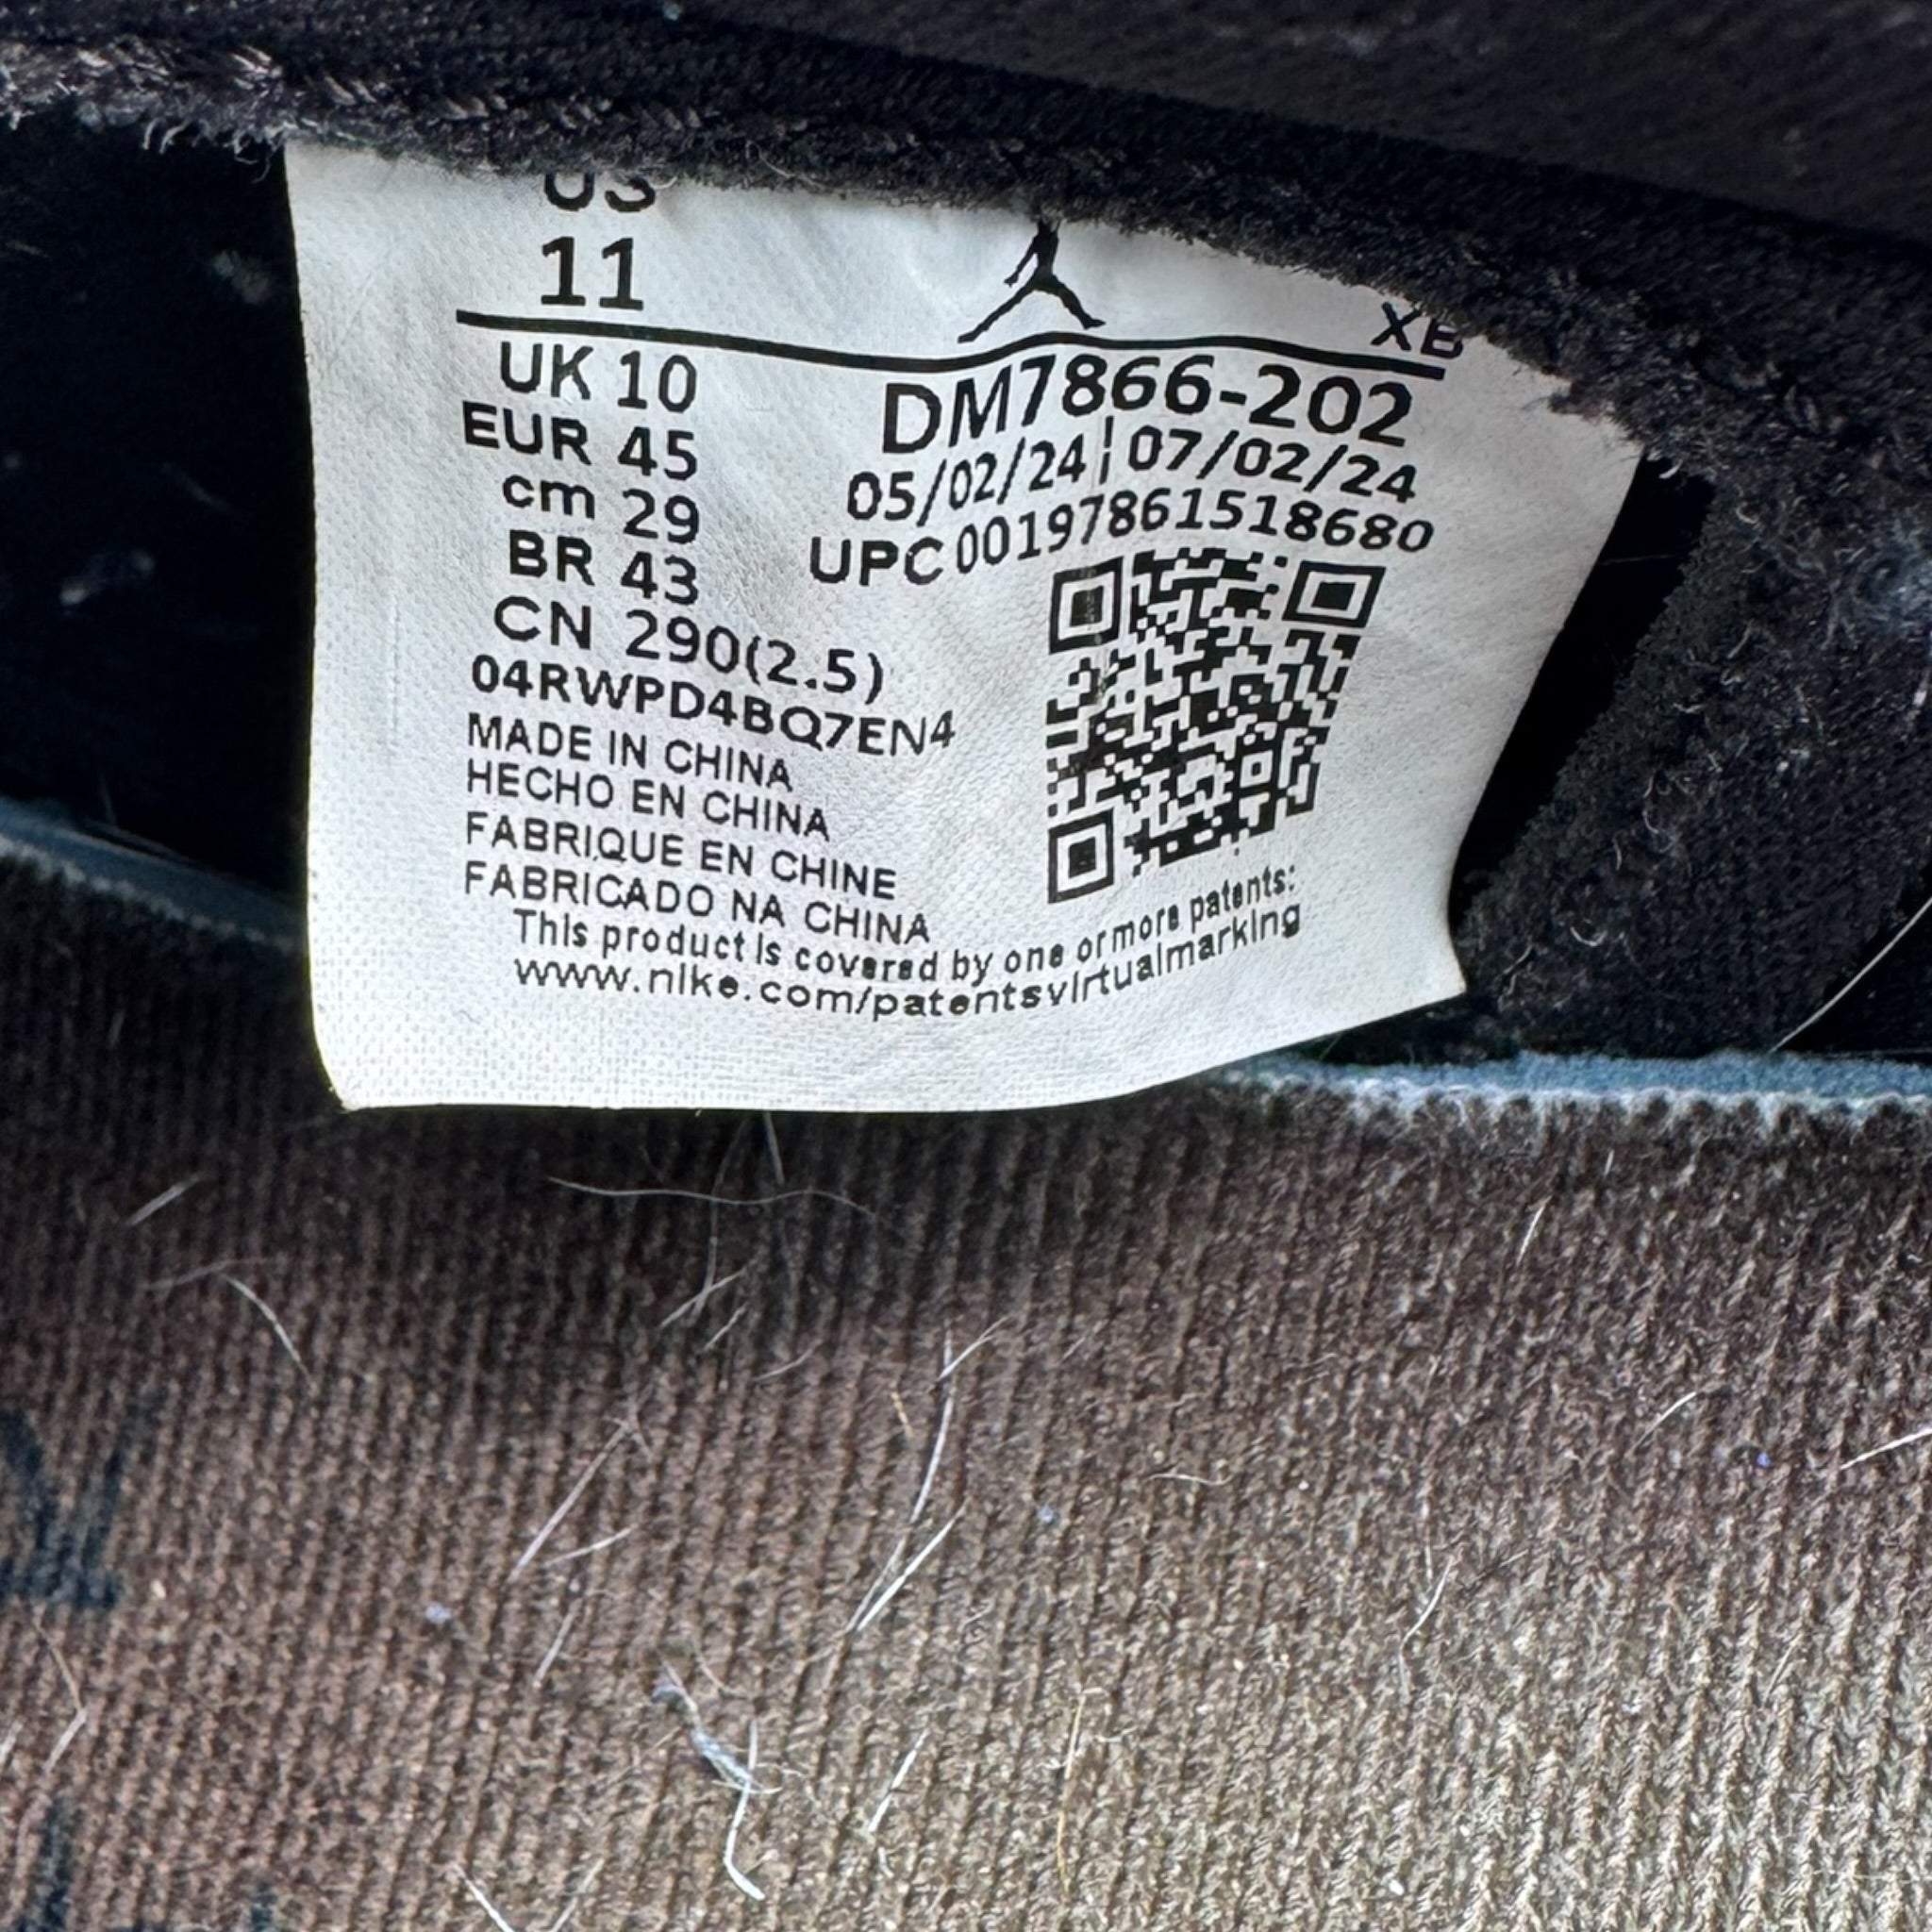 US
11
XB
UK 10
EUR 45
cm 29
BR 43
CN 290(2.5)
04RWPD4BQ7EN4
DM7866-202
05/02/24¦07/02/24
UPC 00197861518680
MADE IN CHINA
HECHO EN CHINA
FABRIQUE EN CHINE
FABRICADO NA CHINA
This product is covered by one or more patents:
www.nike.com/patentsvirtualmarking